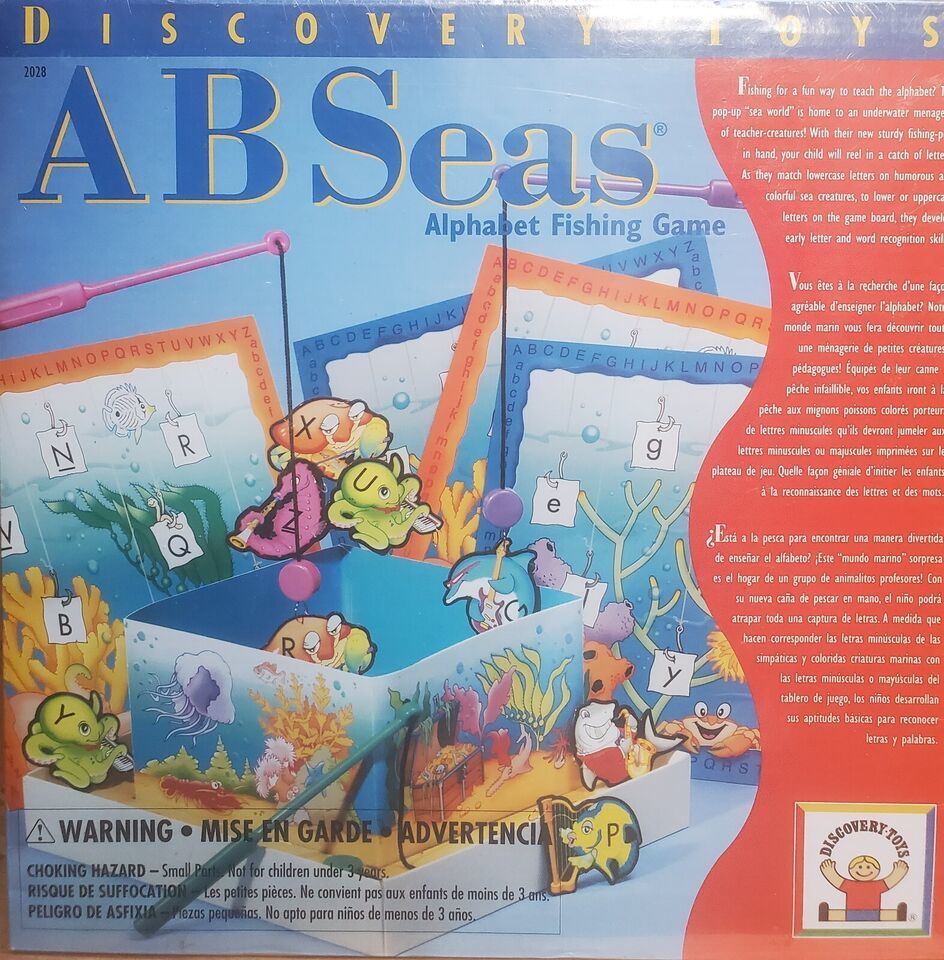 DISCOVERY TOYS
2028
AB Seas®
Alphabet Fishing Game
Fishing for a fun way to teach the alphabet?
pop-up "sea world" is home to an underwater
of teacher-creatures! With their new sturdy
in hand, your child will reel in a catch of
As they match lowercase letters on humorous
colorful sea creatures, to lower or
letters on the game board, they
early letter and word recognition
Vous êtes à la recherche d'une
agréable d'enseigner l'alphabet?
monde marin vous fera découvrir
une ménagerie de petites créatures
pédagogues! Équipés de leur canne
pêche infaillible, vos enfants iront à
pêche aux mignons poissons colorés
de lettres minuscules qu'ils devront jumeler
lettres minuscules ou majuscules imprimées sur
plateau de jeu. Quelle façon géniale d'initier les enfants
à la reconnaissance des lettres et des mots.
¿Está a la pesca para encontrar una manera divertida
de enseñar el alfabeto? ¡Este "mundo marino" sorpresa
es el hogar de un grupo de animalitos profesores! Con
su nueva caña de pescar en mano, el niño podrá
atrapar toda una captura de letras. A medida que
hacen corresponder las letras minúsculas de las
simpáticas y coloridas criaturas marinas con
las letras minúsculas o mayúsculas del
tablero de juego, los niños desarrollan
sus aptitudes básicas para reconocer
letras y palabras.
UVWXYZ
ABCDEFGHIJKLMNOPQR
HIJKLMNOPQRSTUVWXYZ
ABCDEFGHIJKL
ABCDEFGHIJKLMNOP
N
R
X
U
g
e
Z
Q
V
B
R
G
y
Y
P
WARNING • MISE EN GARDE • ADVERTENCIA
CHOKING HAZARD – Small Parts. Not for children under 3 years.
RISQUE DE SUFFOCATION – Les petites pièces. Ne convient pas aux enfants de moins de 3 ans.
PELIGRO DE ASFIXIA – Piezas pequeñas. No apto para niños de menos de 3 años.
DISCOVERY·TOYS
®